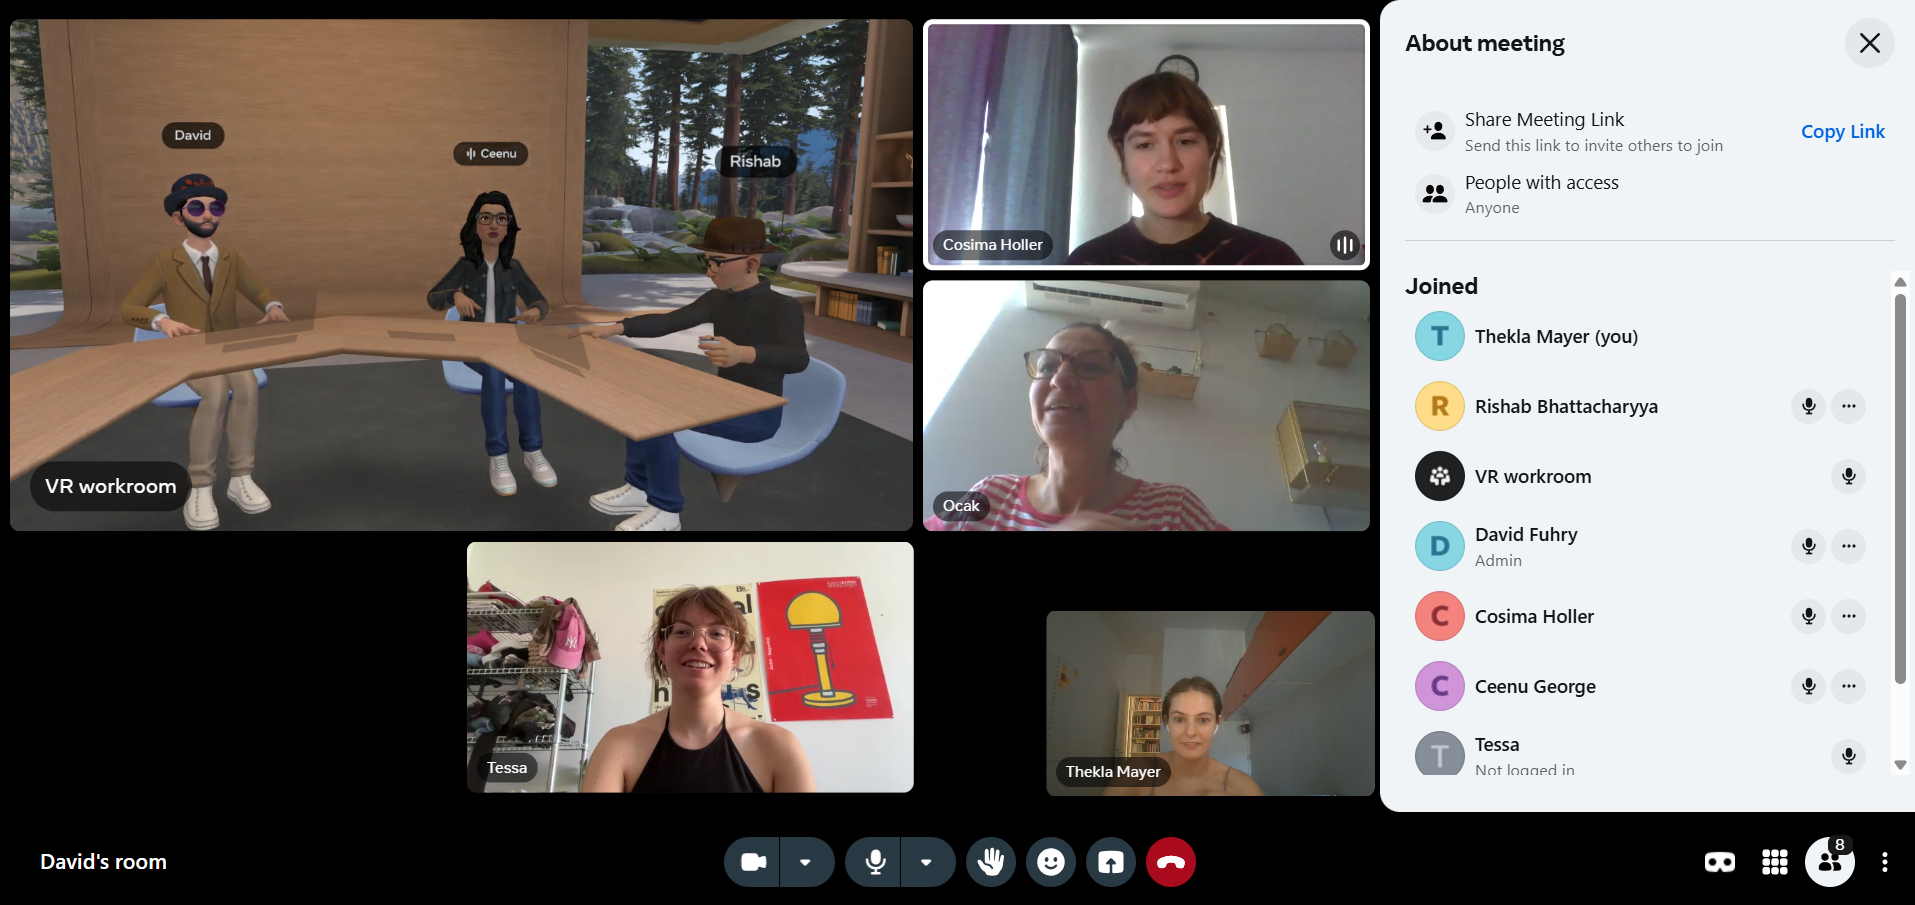 David
Ceenu
Rishab
VR workroom
Cosima Holler
Ocak
Tessa
Thekla Mayer
About meeting
Share Meeting Link
Send this link to invite others to join
Copy Link
People with access
Anyone
Joined
T
Thekla Mayer (you)
R
Rishab Bhattacharyya
VR workroom
D
David Fuhry
Admin
C
Cosima Holler
C
Ceenu George
T
Tessa
Not logged in
David's room
8